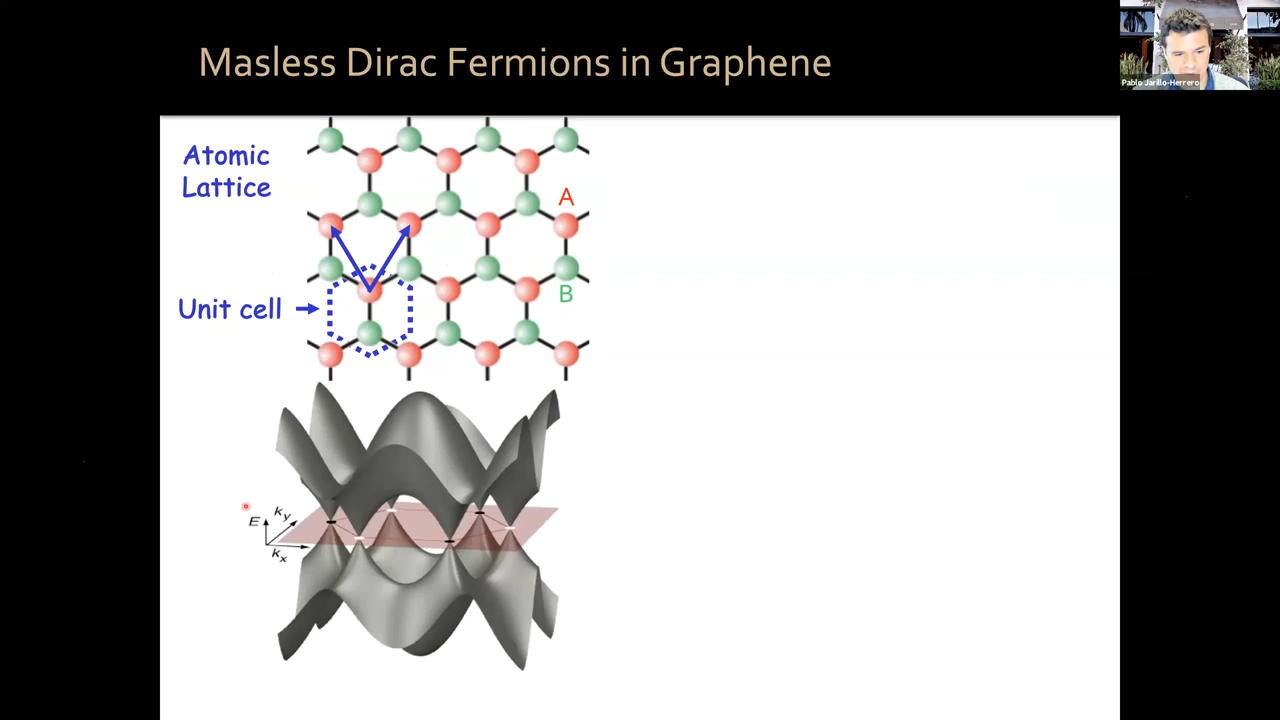 Masless Dirac Fermions in Graphene
Pablo Jarillo-Herrero
Atomic
Lattice
A
B
Unit cell
E
ky
kx